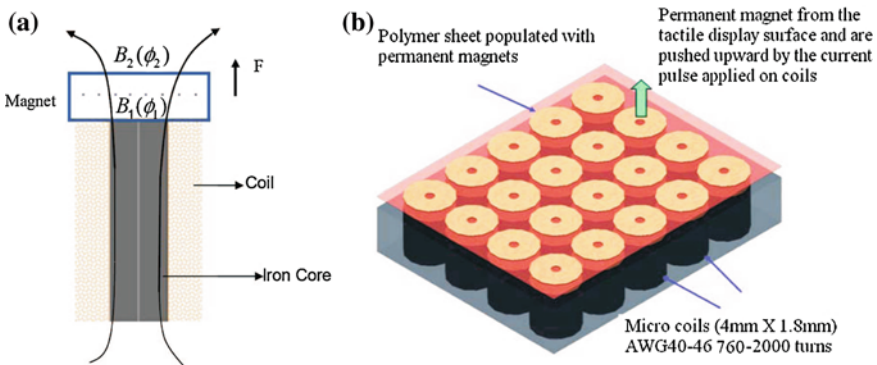 (a)
B₂(ϕ₂)
F
Magnet
B₁(ϕ₁)
Coil
Iron Core
(b)
Polymer sheet populated with
permanent magnets
Permanent magnet from the
tactile display surface and are
pushed upward by the current
pulse applied on coils
Micro coils (4mm X 1.8mm)
AWG40-46 760-2000 turns